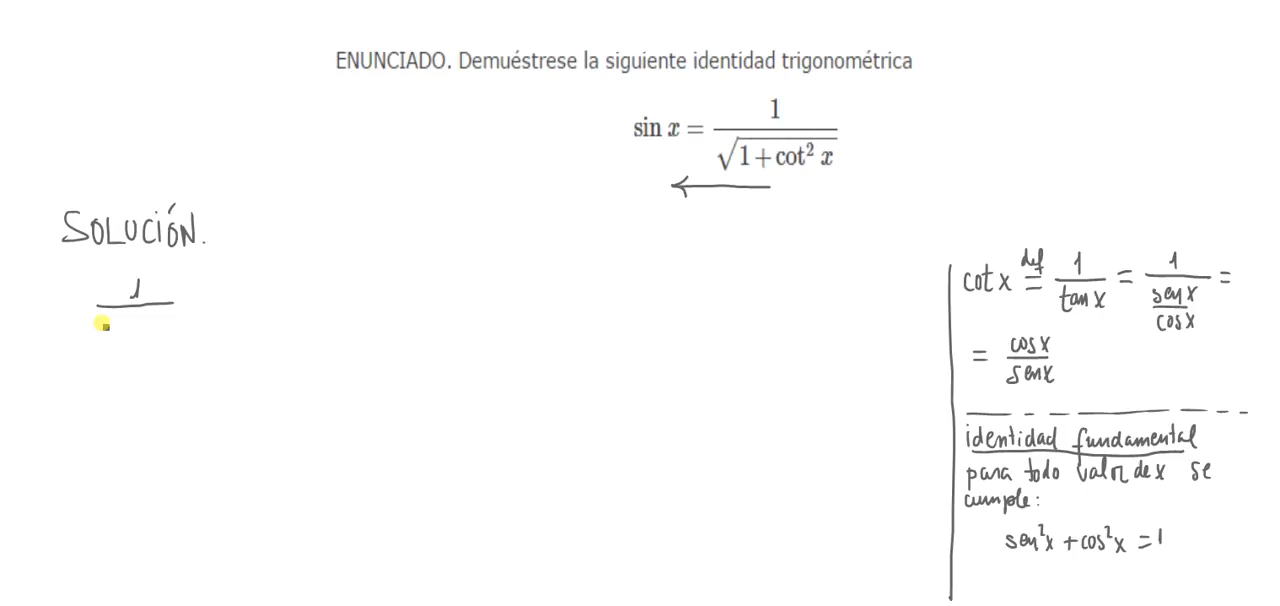 ENUNCIADO. Demuéstrese la siguiente identidad trigonométrica
sin x = 1 / √(1+cot² x)
SOLUCIÓN.
1
cot x def= 1/tan x = 1/(sen x/cos x) =
= cos x/sen x
identidad fundamental
para todo valor de x se
cumple:
sen²x + cos²x = 1